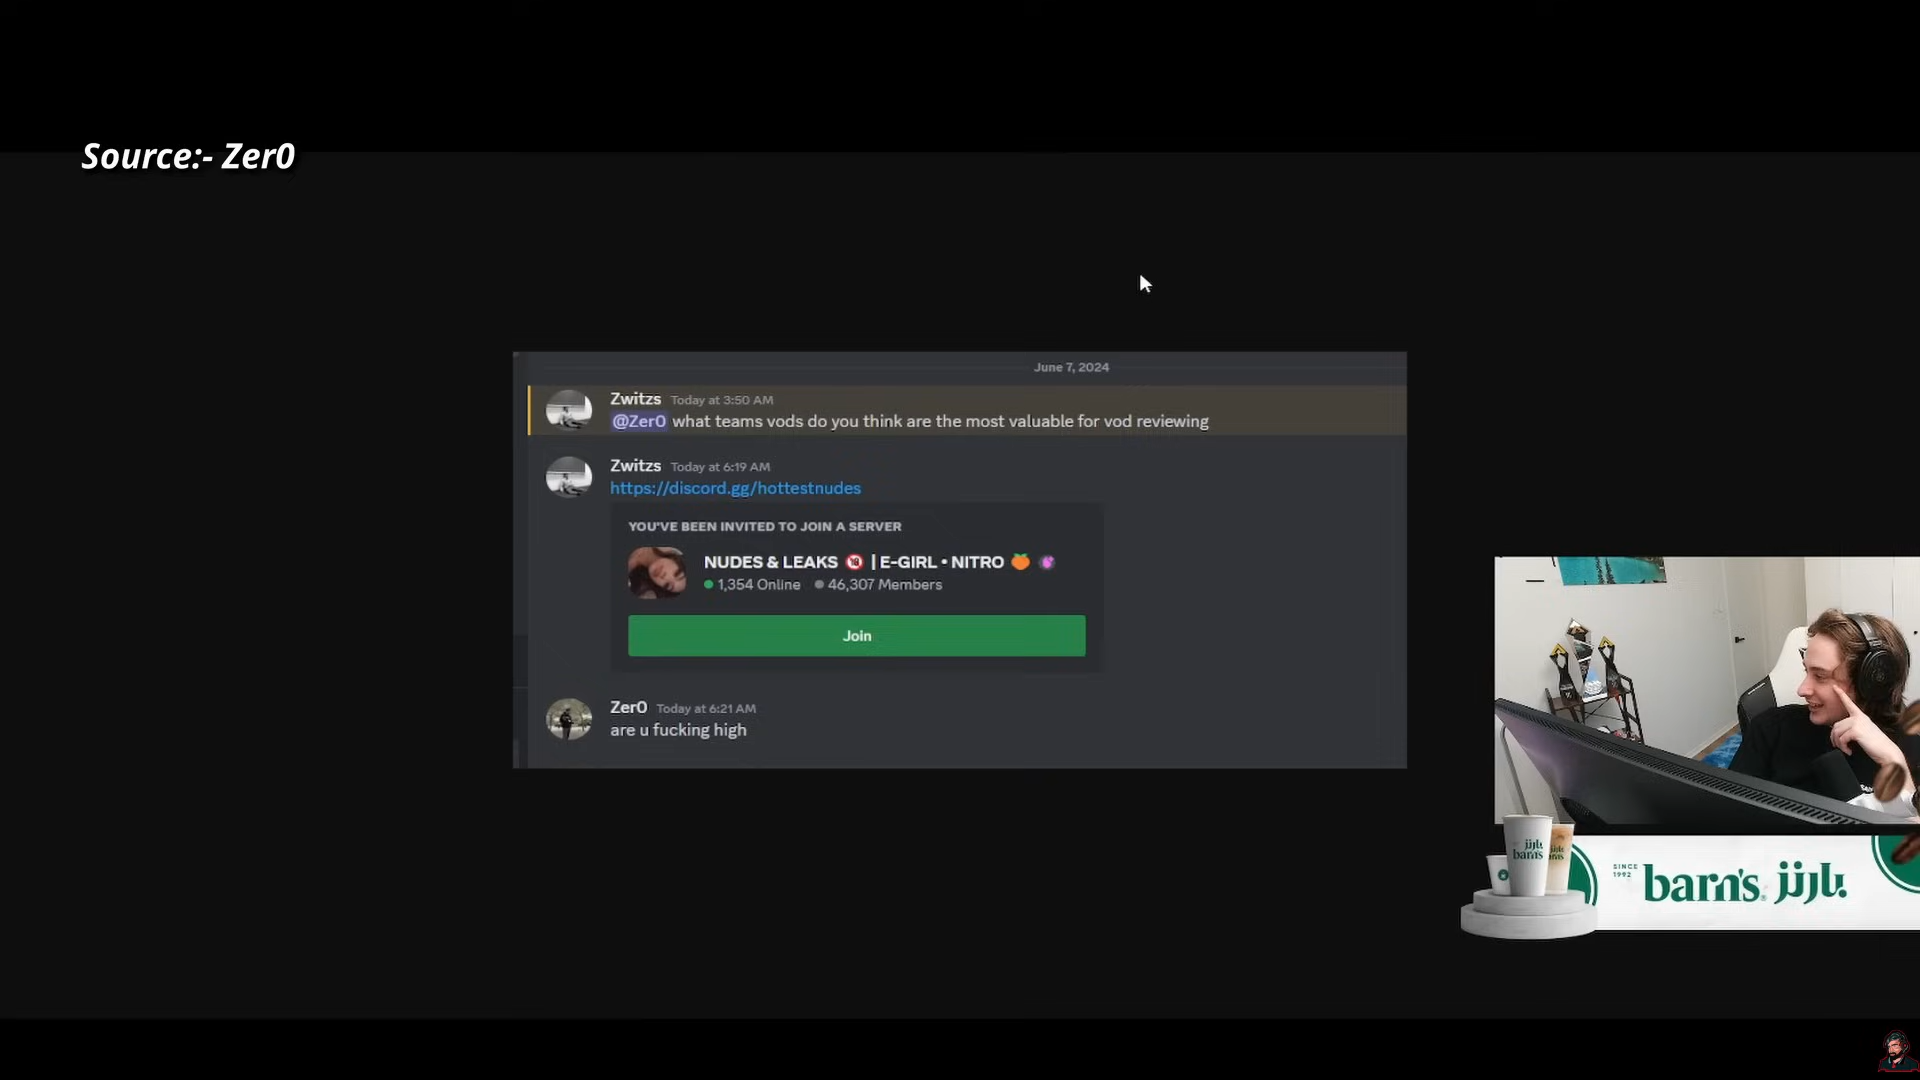 Source:- Zer0
June 7, 2024
Zwitzs Today at 3:50 AM
@Zer0 what teams vods do you think are the most valuable for vod reviewing
Zwitzs Today at 6:19 AM
https://discord.gg/hottestnudes
YOU'VE BEEN INVITED TO JOIN A SERVER
NUDES & LEAKS 🔞 | E-GIRL • NITRO 🍑
1,354 Online 46,307 Members
Join
Zer0 Today at 6:21 AM
are u fucking high
بارنز
barn's
SINCE
1992
barn's بارنز